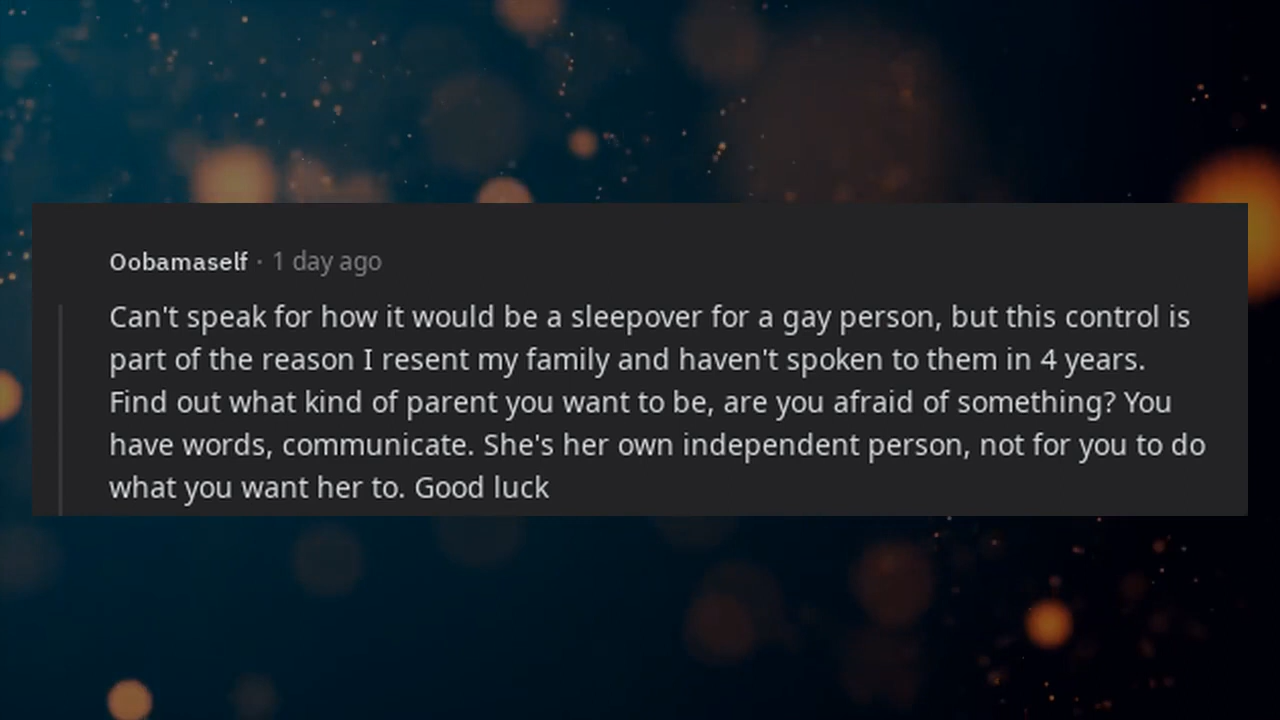 Oobamaself · 1 day ago
Can't speak for how it would be a sleepover for a gay person, but this control is
part of the reason I resent my family and haven't spoken to them in 4 years.
Find out what kind of parent you want to be, are you afraid of something? You
have words, communicate. She's her own independent person, not for you to do
what you want her to. Good luck